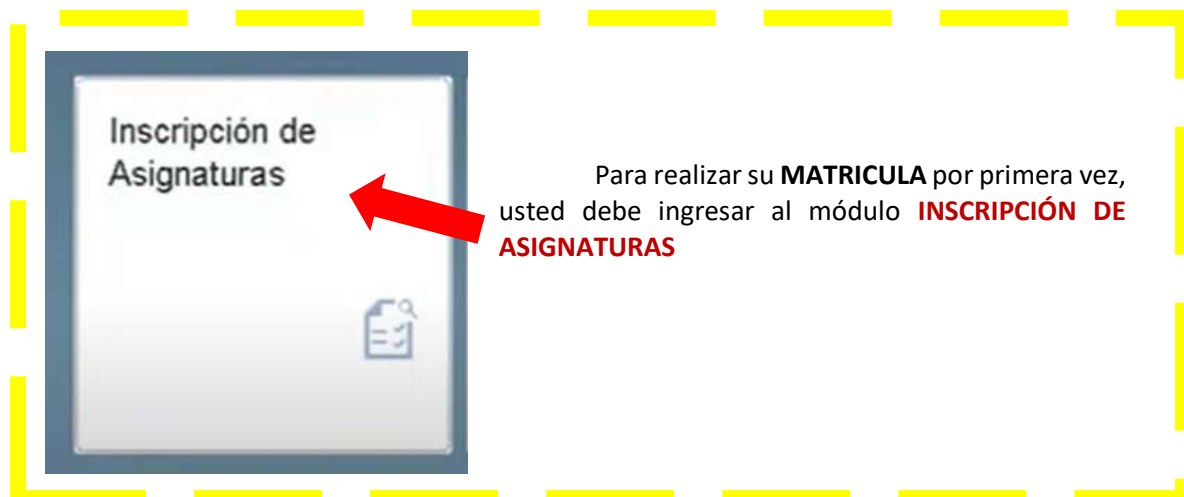 Inscripción de
Asignaturas
Para realizar su MATRICULA por primera vez,
usted debe ingresar al módulo INSCRIPCIÓN DE
ASIGNATURAS